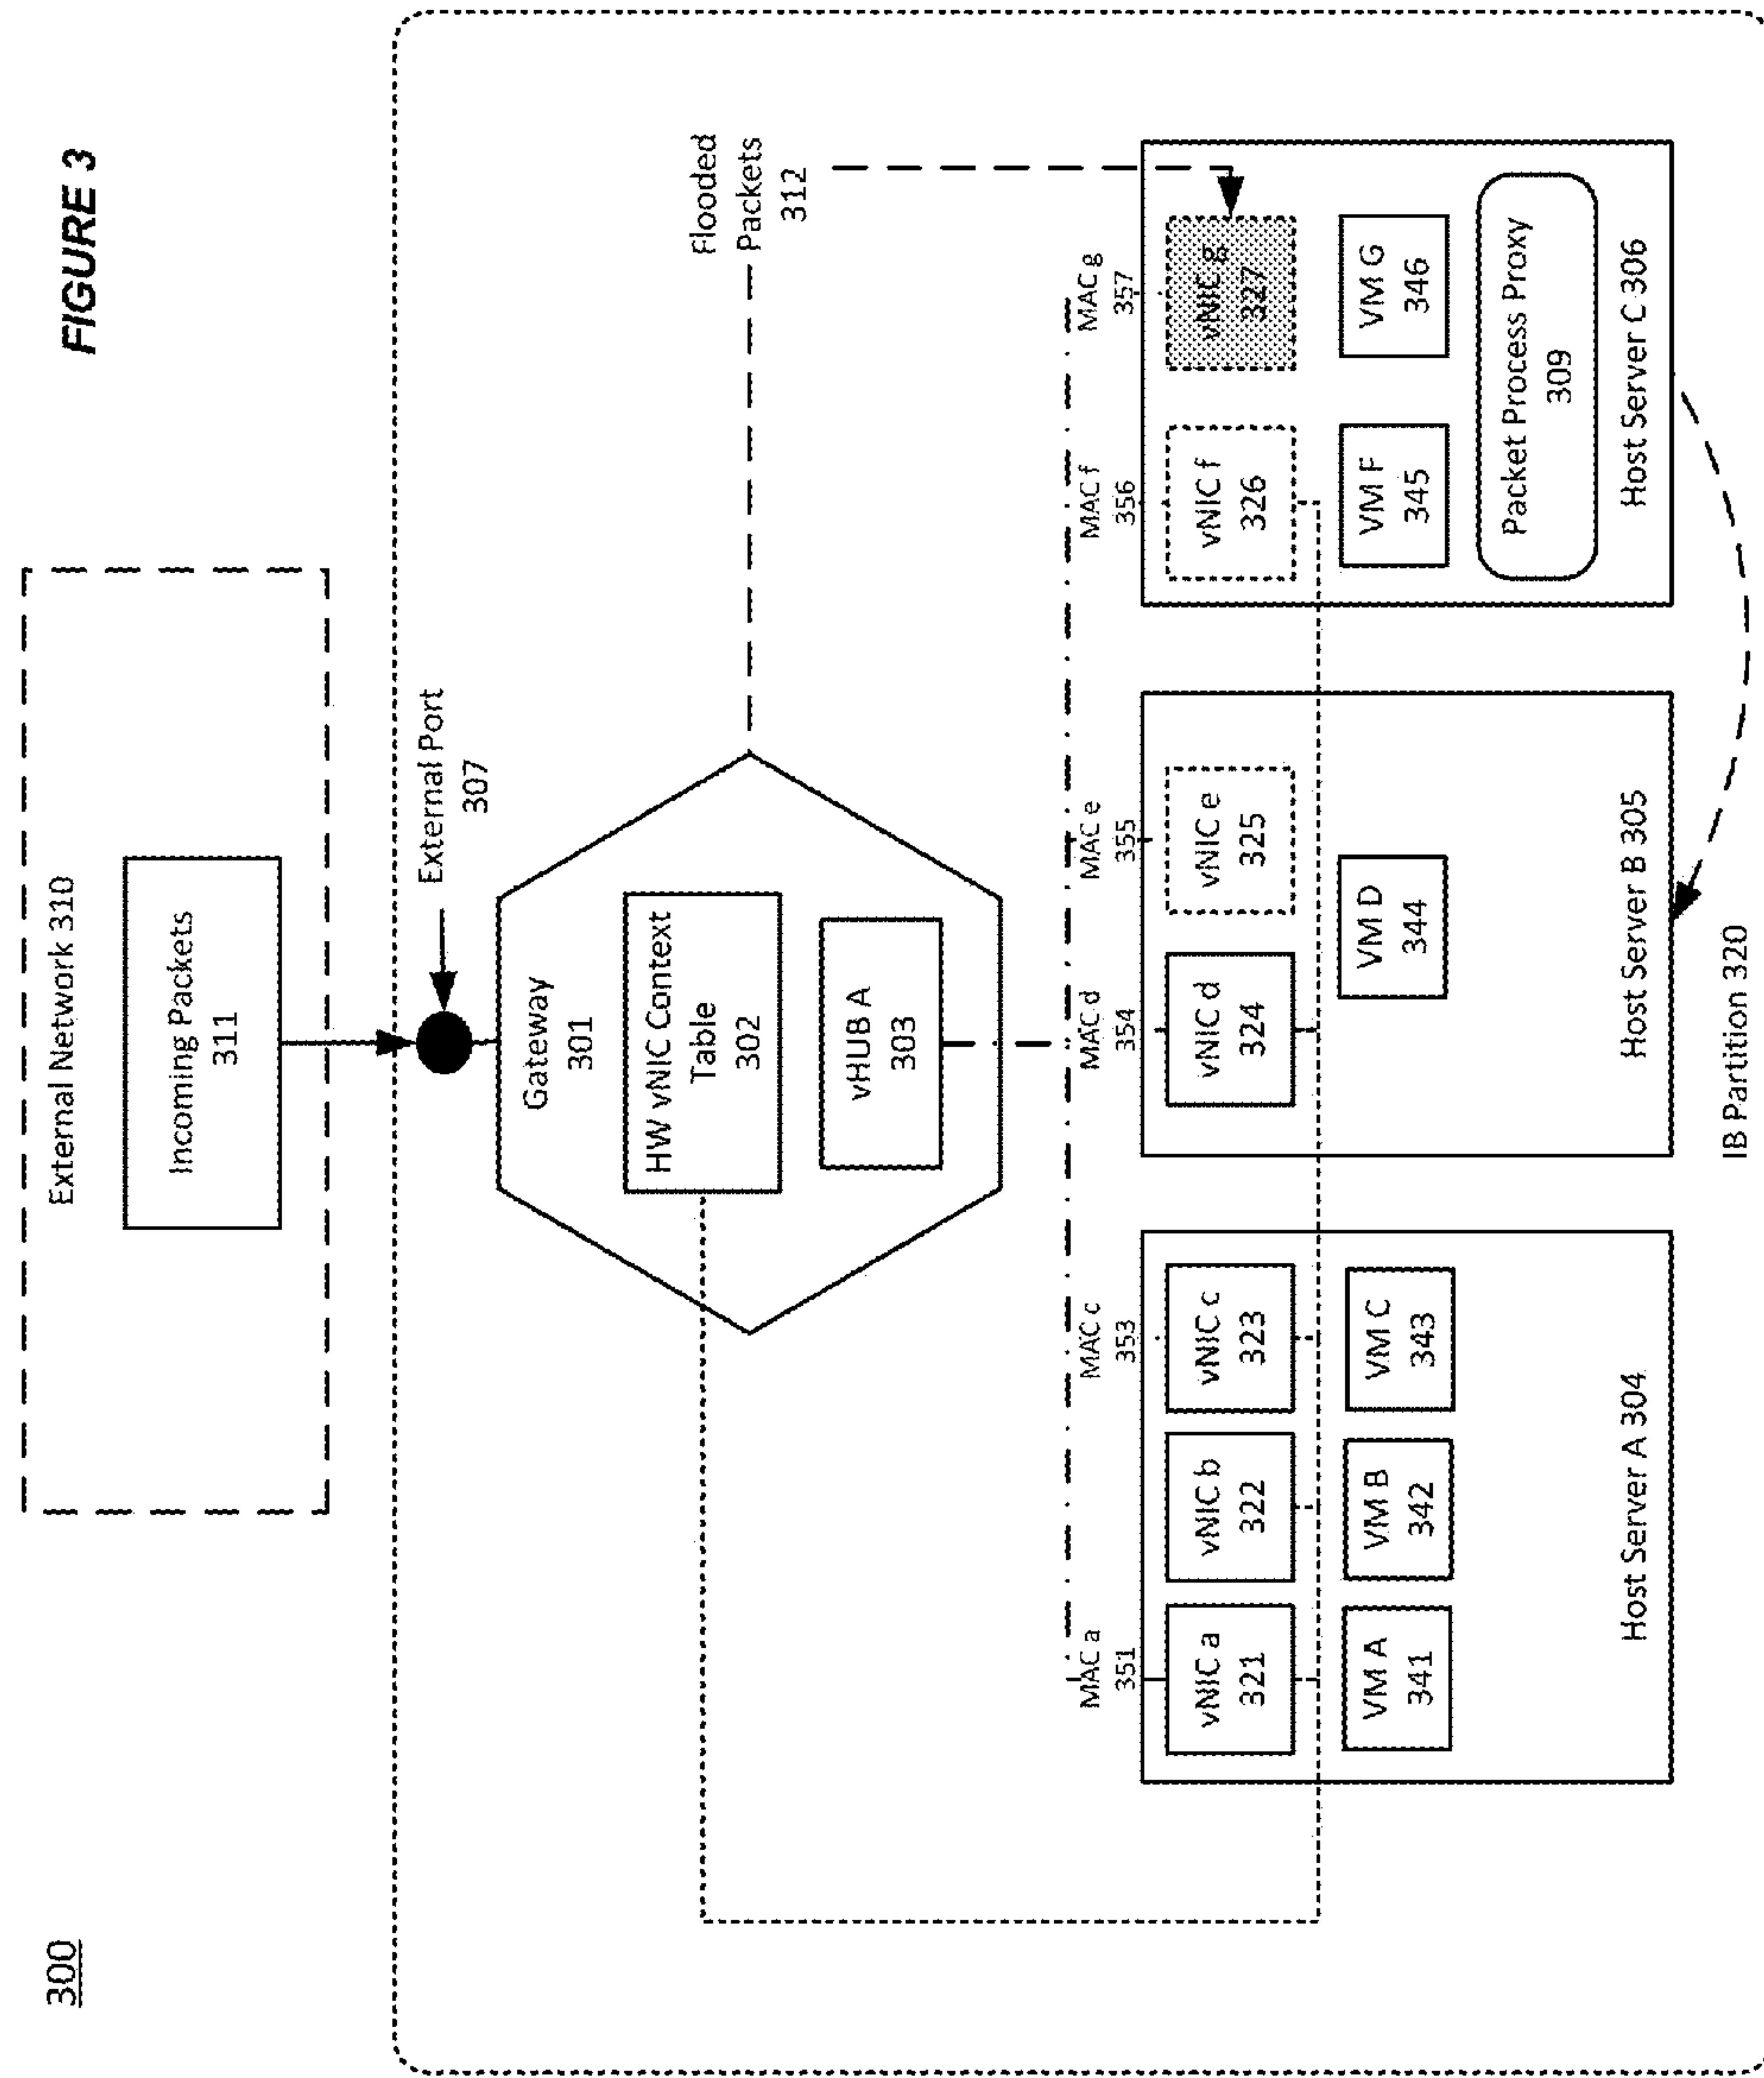 300
FIGURE 3
External Network 310
Incoming Packets
311
External Port
307
Gateway
301
HW vNIC Context
Table
302
vHUB A
303
Flooded
Packets
312
MAC a
351
MAC c
353
MAC d
354
MAC e
355
MAC f
356
MAC g
357
vNIC a
321
vNIC b
322
vNIC c
323
VM A
341
VM B
342
VM C
343
Host Server A 304
vNIC d
324
vNIC e
325
VM D
344
Host Server B 305
vNIC f
326
vNIC g
327
VM F
345
VM G
346
Packet Process Proxy
309
Host Server C 306
IB Partition 320